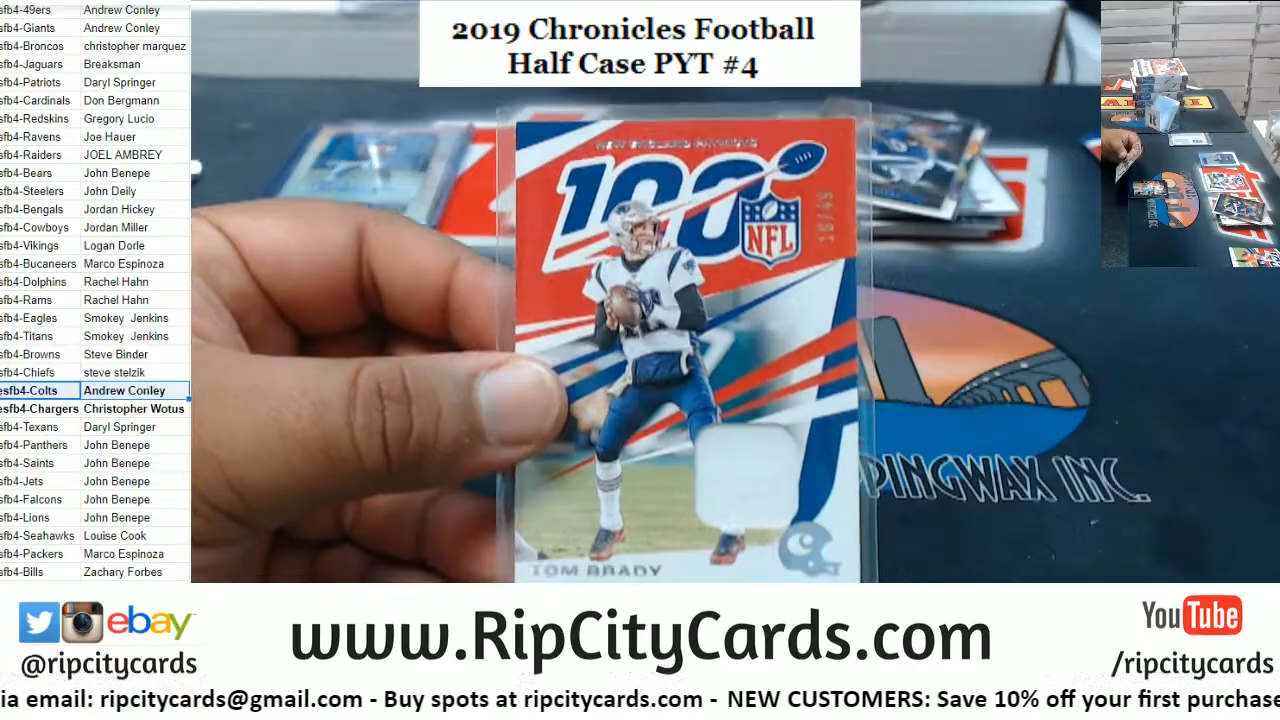 2019 Chronicles Football
Half Case PYT #4
sfb4-49ers Andrew Conley
sfb4-Giants Andrew Conley
sfb4-Broncos christopher marquez
sfb4-Jaguars Breaksman
sfb4-Patriots Daryl Springer
sfb4-Cardinals Don Bergmann
sfb4-Redskins Gregory Lucio
sfb4-Ravens Joe Hauer
sfb4-Raiders JOEL AMBREY
sfb4-Bears John Benepe
sfb4-Steelers John Deily
sfb4-Bengals Jordan Hickey
sfb4-Cowboys Jordan Miller
sfb4-Vikings Logan Dorle
sfb4-Bucaneers Marco Espinoza
sfb4-Dolphins Rachel Hahn
sfb4-Rams Rachel Hahn
sfb4-Eagles Smokey Jenkins
sfb4-Titans Smokey Jenkins
sfb4-Browns Steve Binder
sfb4-Chiefs steve stelzik
esfb4-Colts Andrew Conley
esfb4-Chargers Christopher Wotus
sfb4-Texans Daryl Springer
sfb4-Panthers John Benepe
sfb4-Saints John Benepe
sfb4-Jets John Benepe
sfb4-Falcons John Benepe
sfb4-Lions John Benepe
sfb4-Seahawks Louise Cook
sfb4-Packers Marco Espinoza
sfb4-Bills Zachary Forbes
NEW ENGLAND PATRIOTS
100
NFL
TOM BRADY
PINGWAX INC.
ebay
@ripcitycards
www.RipCityCards.com
YouTube
/ripcitycards
ia email: ripcitycards@gmail.com - Buy spots at ripcitycards.com - NEW CUSTOMERS: Save 10% off your first purchase